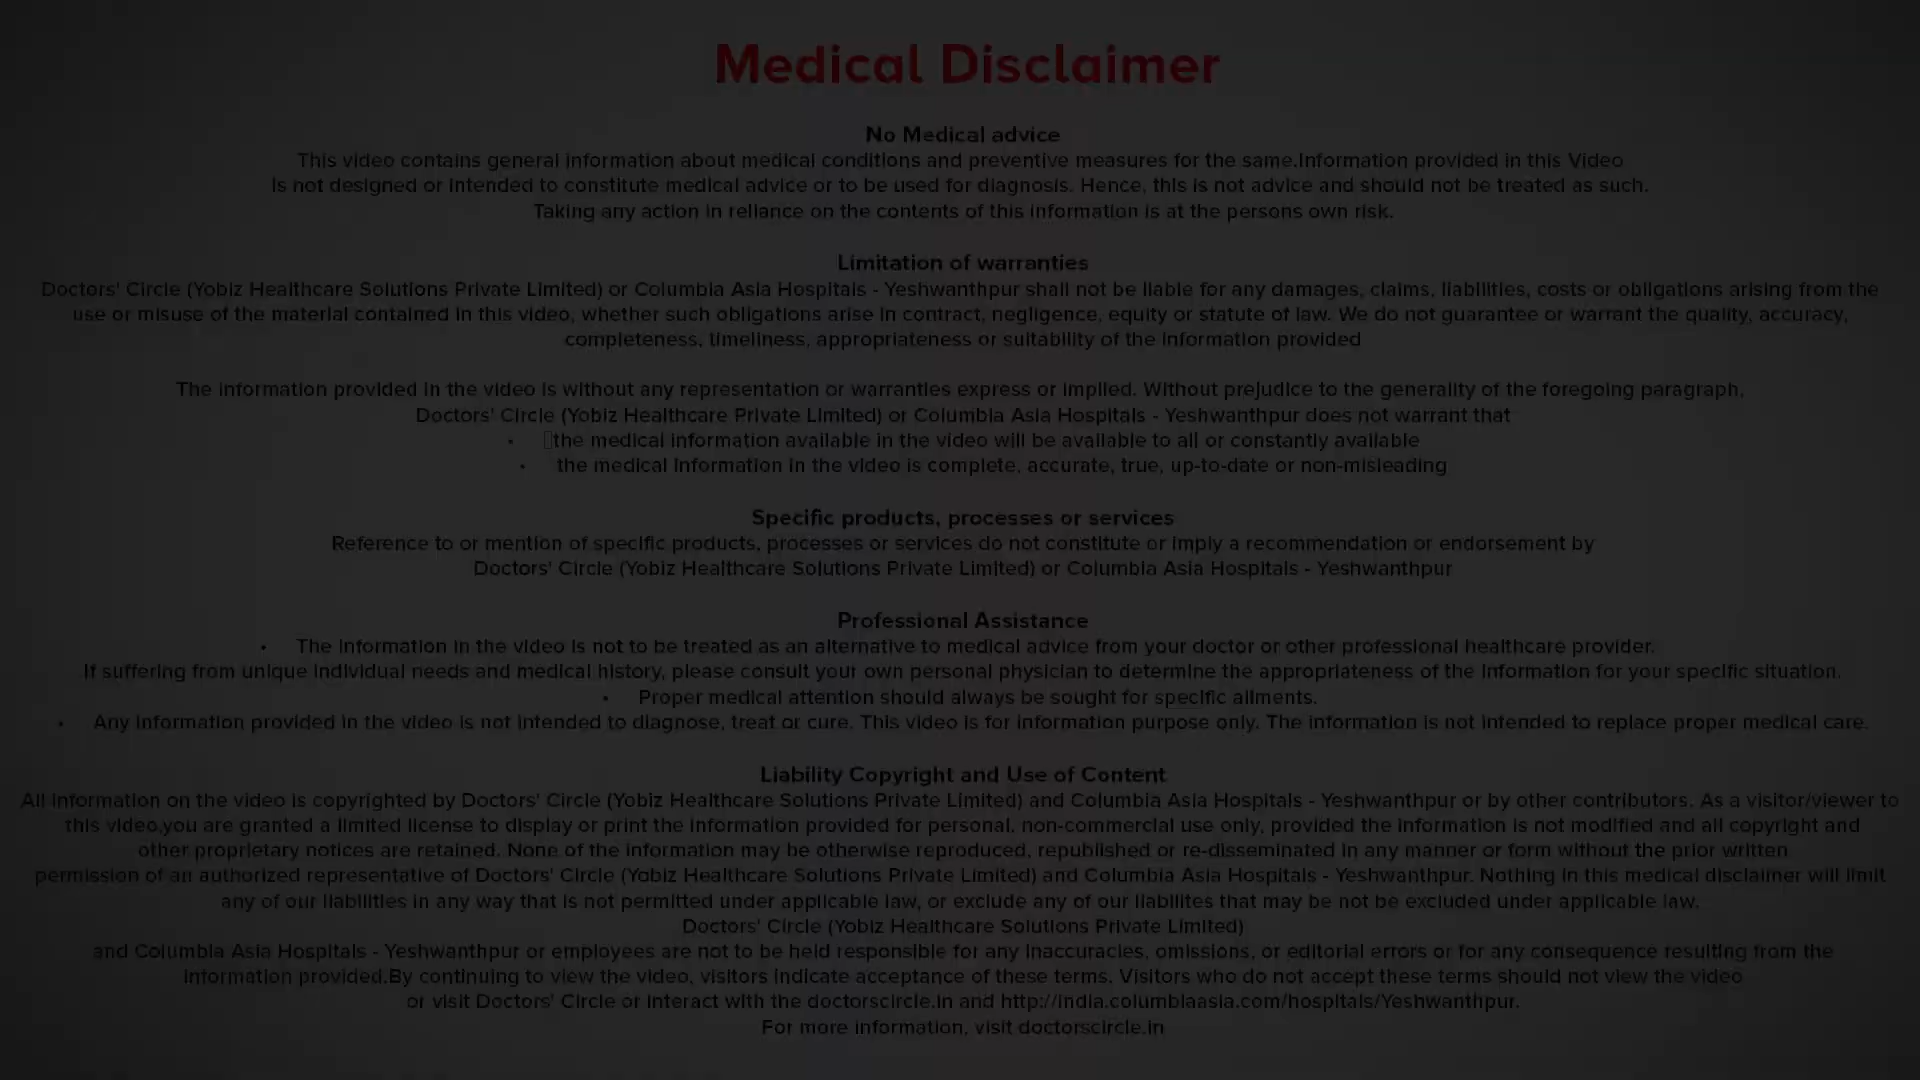 Medical Disclaimer
No Medical advice
This video contains general information about medical conditions and preventive measures for the same.Information provided in this Video
is not designed or intended to constitute medical advice or to be used for diagnosis. Hence, this is not advice and should not be treated as such.
Taking any action in reliance on the contents of this information is at the persons own risk.
Limitation of warranties
Doctors' Circle (Yobiz Healthcare Solutions Private Limited) or Columbia Asia Hospitals - Yeshwanthpur shall not be liable for any damages, claims, liabilities, costs or obligations arising from the
use or misuse of the material contained in this video, whether such obligations arise in contract, negligence, equity or statute of law. We do not guarantee or warrant the quality, accuracy,
completeness, timeliness, appropriateness or suitability of the information provided
The information provided in the video is without any representation or warranties express or implied. Without prejudice to the generality of the foregoing paragraph,
Doctors' Circle (Yobiz Healthcare Private Limited) or Columbia Asia Hospitals - Yeshwanthpur does not warrant that
• the medical information available in the video will be available to all or constantly available
• the medical information in the video is complete, accurate, true, up-to-date or non-misleading
Specific products, processes or services
Reference to or mention of specific products, processes or services do not constitute or imply a recommendation or endorsement by
Doctors' Circle (Yobiz Healthcare Solutions Private Limited) or Columbia Asia Hospitals - Yeshwanthpur
Professional Assistance
• The information in the video is not to be treated as an alternative to medical advice from your doctor or other professional healthcare provider.
If suffering from unique individual needs and medical history, please consult your own personal physician to determine the appropriateness of the information for your specific situation.
• Proper medical attention should always be sought for specific ailments.
• Any information provided in the video is not intended to diagnose, treat or cure. This video is for information purpose only. The information is not intended to replace proper medical care.
Liability Copyright and Use of Content
All information on the video is copyrighted by Doctors' Circle (Yobiz Healthcare Solutions Private Limited) and Columbia Asia Hospitals - Yeshwanthpur or by other contributors. As a visitor/viewer to
this video,you are granted a limited license to display or print the information provided for personal, non-commercial use only, provided the information is not modified and all copyright and
other proprietary notices are retained. None of the information may be otherwise reproduced, republished or re-disseminated in any manner or form without the prior written
permission of an authorized representative of Doctors' Circle (Yobiz Healthcare Solutions Private Limited) and Columbia Asia Hospitals - Yeshwanthpur. Nothing in this medical disclaimer will limit
any of our liabilities in any way that is not permitted under applicable law, or exclude any of our liabilites that may be not be excluded under applicable law.
Doctors' Circle (Yobiz Healthcare Solutions Private Limited)
and Columbia Asia Hospitals - Yeshwanthpur or employees are not to be held responsible for any inaccuracies, omissions, or editorial errors or for any consequence resulting from the
information provided.By continuing to view the video, visitors indicate acceptance of these terms. Visitors who do not accept these terms should not view the video
or visit Doctors' Circle or interact with the doctorscircle.in and http://india.columbiaasia.com/hospitals/Yeshwanthpur.
For more information, visit doctorscircle.in